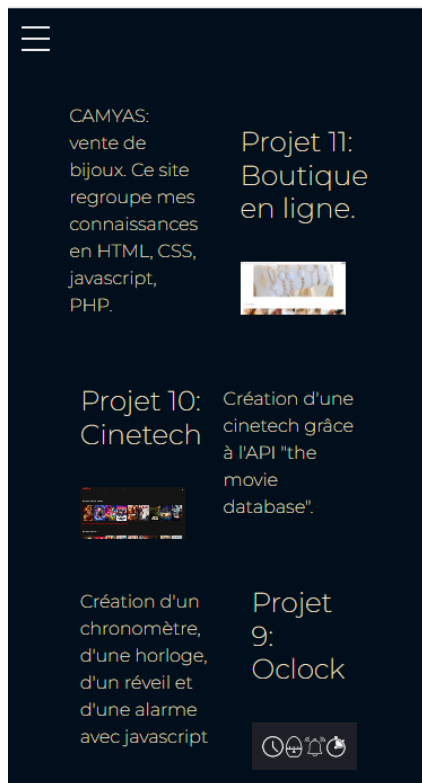 CAMYAS:
vente de
bijoux. Ce site
regroupe mes
connaissances
en HTML, CSS,
javascript,
PHP.
Projet 11:
Boutique
en ligne.
Projet 10:
Cinetech
Création d'une
cinetech grâce
à l'API "the
movie
database".
Création d'un
chronomètre,
d'une horloge,
d'un réveil et
d'une alarme
avec javascript
Projet
9:
Oclock